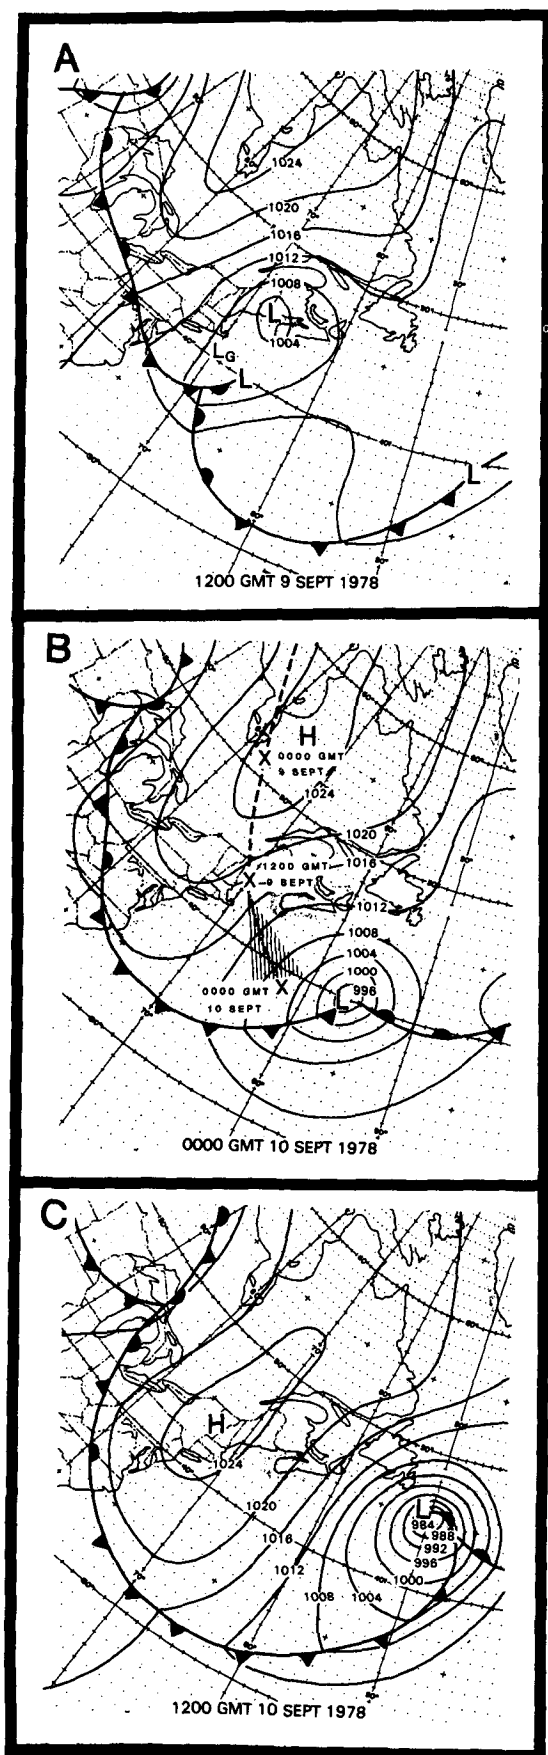 A
1024
1020
1016
1012
1008
L
1004
LG
L
L
1200 GMT 9 SEPT 1978
B
H
X 0000 GMT
9 SEPT
1024
1020
1016
1200 GMT
X 9 SEPT
1012
1008
1004
1000
996
0000 GMT X
10 SEPT
L
0000 GMT 10 SEPT 1978
C
H
1024
1020
1016
1012
1008
1004
1000
996
992
988
984
L
1200 GMT 10 SEPT 1978